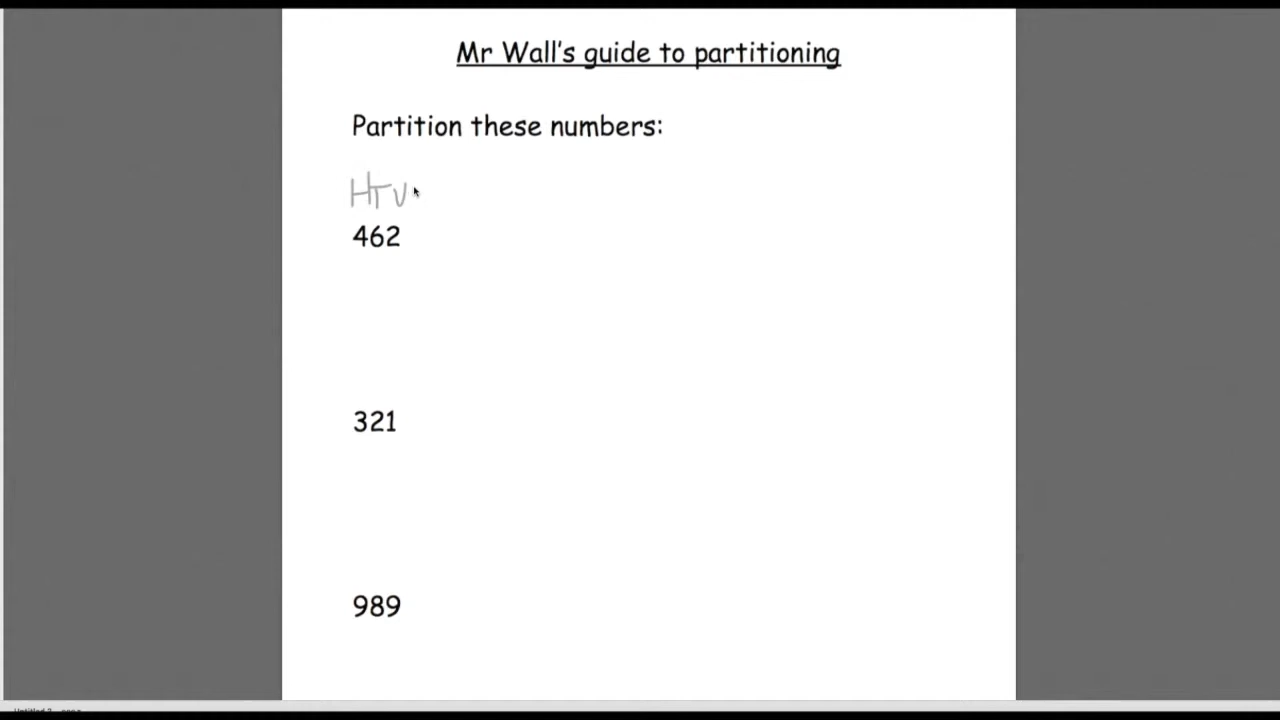 Mr Wall's guide to partitioning
Partition these numbers:
HTU
462
321
989